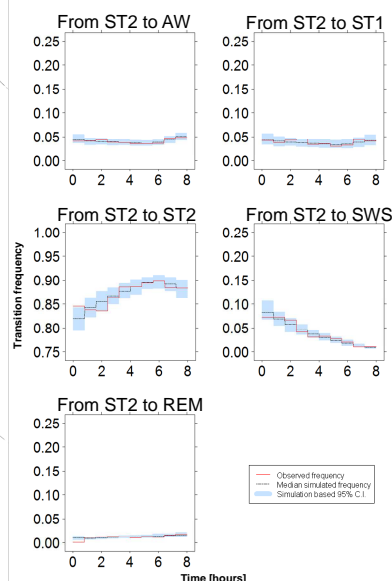 From ST2 to AW
From ST2 to ST1
0.25
0.20
0.15
0.10
0.05
0.00
0.25
0.20
0.15
0.10
0.05
0.00
0 2 4 6 8
0 2 4 6 8
From ST2 to ST2
From ST2 to SWS
1.00
0.95
0.90
0.85
0.80
0.75
0.25
0.20
0.15
0.10
0.05
0.00
0 2 4 6 8
0 2 4 6 8
Transition frequency
From ST2 to REM
0.25
0.20
0.15
0.10
0.05
0.00
0 2 4 6 8
Observed frequency
Median simulated frequency
Simulation based 95% C.I.
Time [hours]